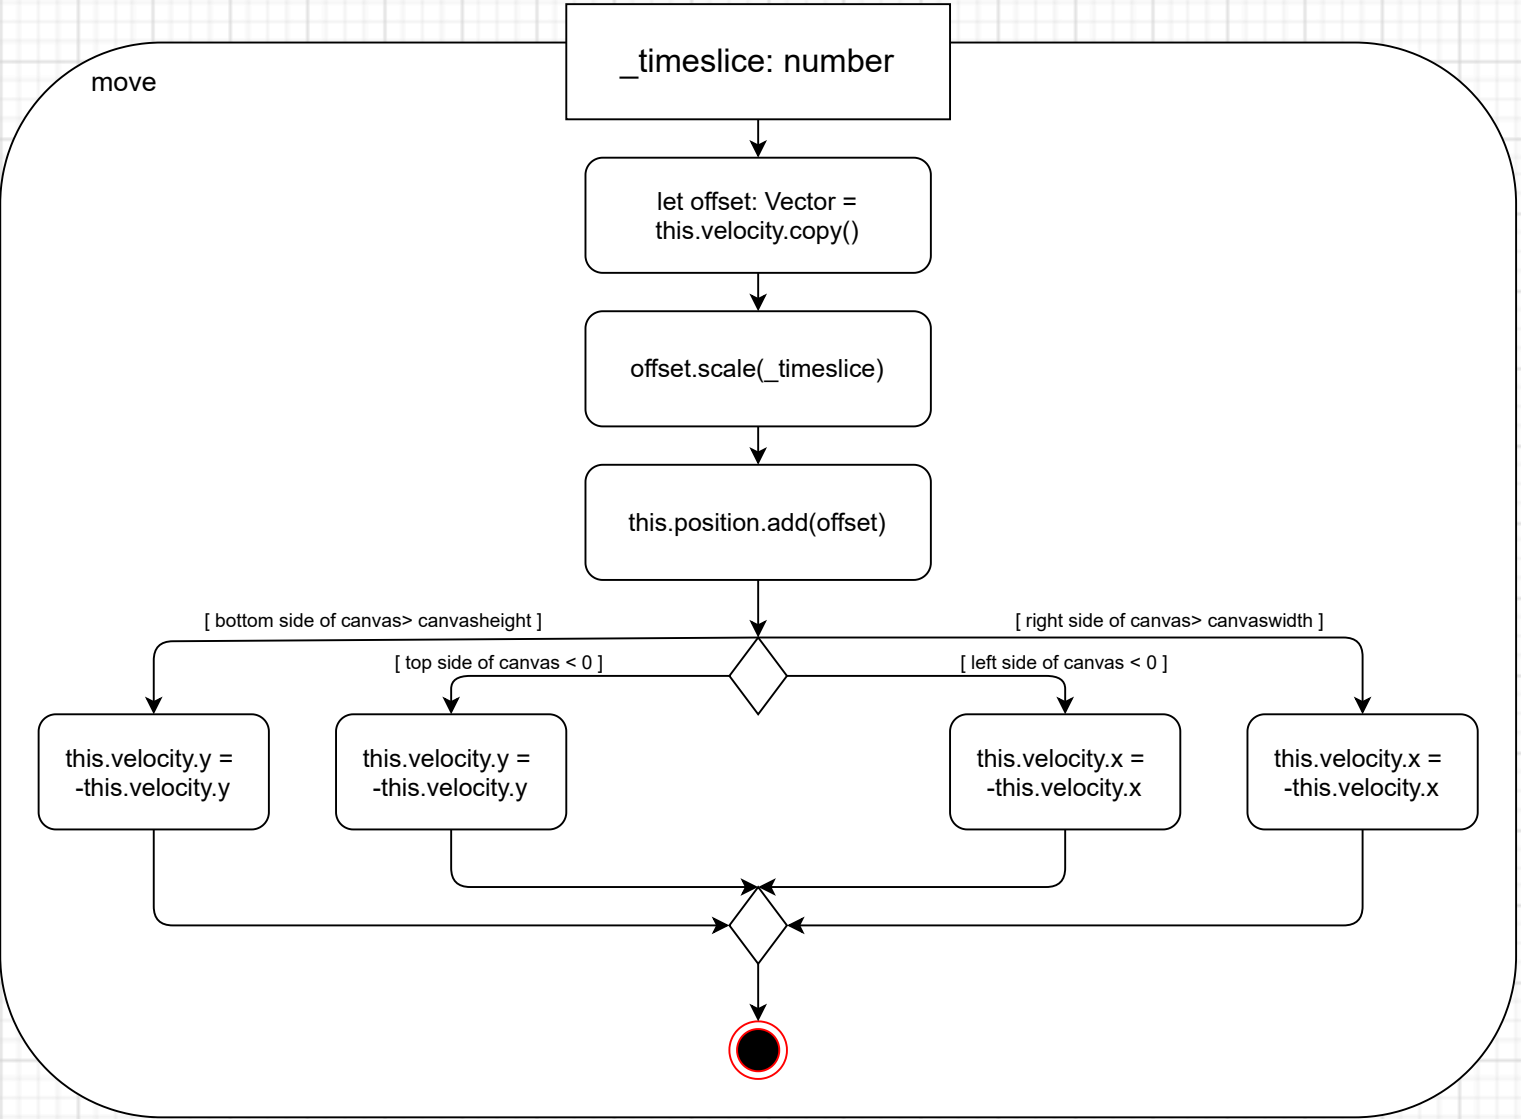 _timeslice: number
move
let offset: Vector =
this.velocity.copy()
offset.scale(_timeslice)
this.position.add(offset)
[ bottom side of canvas> canvasheight ]
[ right side of canvas> canvaswidth ]
[ top side of canvas < 0 ]
[ left side of canvas < 0 ]
this.velocity.y =
-this.velocity.y
this.velocity.y =
-this.velocity.y
this.velocity.x =
-this.velocity.x
this.velocity.x =
-this.velocity.x